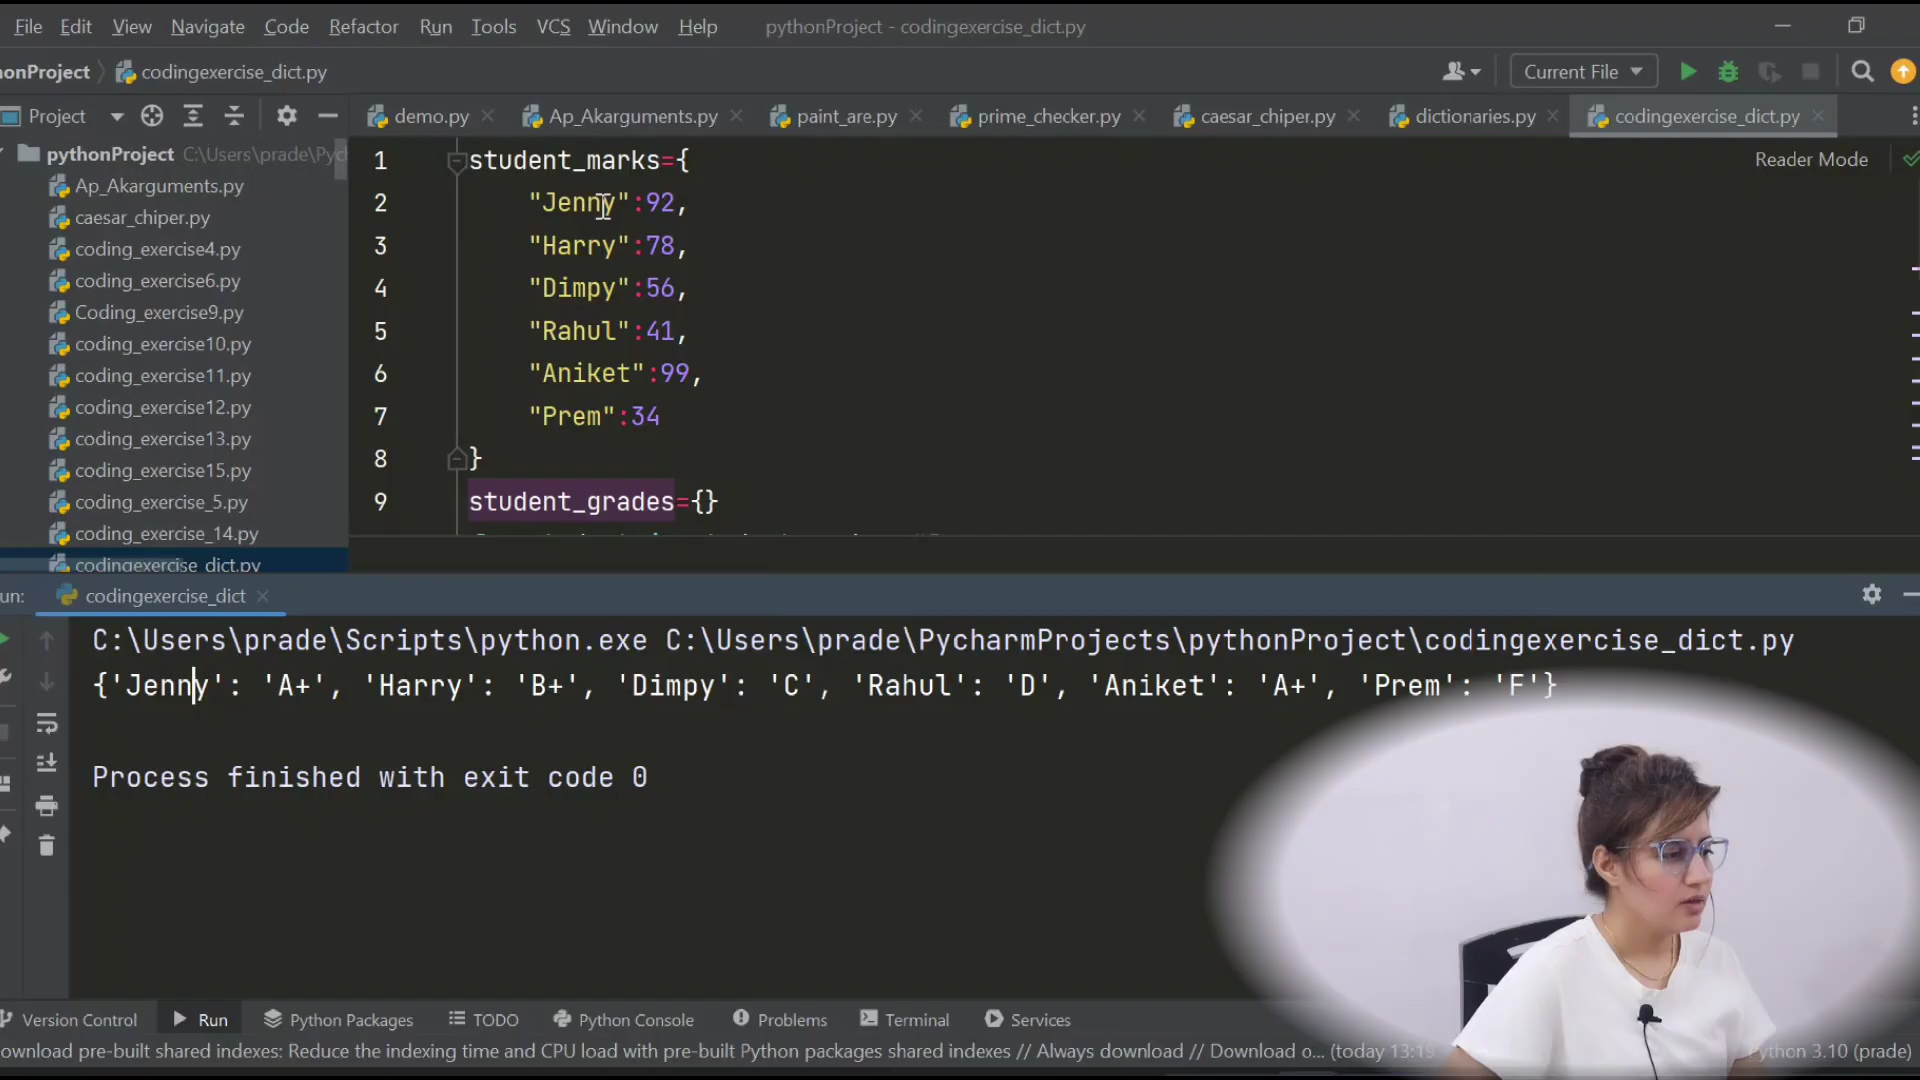 File Edit View Navigate Code Refactor Run Tools VCS Window Help pythonProject - codingexercise_dict.py
onProject codingexercise_dict.py Current File
Project demo.py Ap_Akarguments.py paint_are.py prime_checker.py caesar_chiper.py dictionaries.py codingexercise_dict.py
pythonProject C:\Users\prade\Pych
Ap_Akarguments.py
caesar_chiper.py
coding_exercise4.py
coding_exercise6.py
Coding_exercise9.py
coding_exercise10.py
coding_exercise11.py
coding_exercise12.py
coding_exercise13.py
coding_exercise15.py
coding_exercise_5.py
coding_exercise_14.py
codingexercise_dict.py
Reader Mode
1 student_marks={
2 "Jenny":92,
3 "Harry":78,
4 "Dimpy":56,
5 "Rahul":41,
6 "Aniket":99,
7 "Prem":34
8 }
9 student_grades={}
un: codingexercise_dict
C:\Users\prade\Scripts\python.exe C:\Users\prade\PycharmProjects\pythonProject\codingexercise_dict.py
{'Jenny': 'A+', 'Harry': 'B+', 'Dimpy': 'C', 'Rahul': 'D', 'Aniket': 'A+', 'Prem': 'F'}
Process finished with exit code 0
Version Control Run Python Packages TODO Python Console Problems Terminal Services
ownload pre-built shared indexes: Reduce the indexing time and CPU load with pre-built Python packages shared indexes // Always download // Download o... (today 13:19 Python 3.10 (prade)